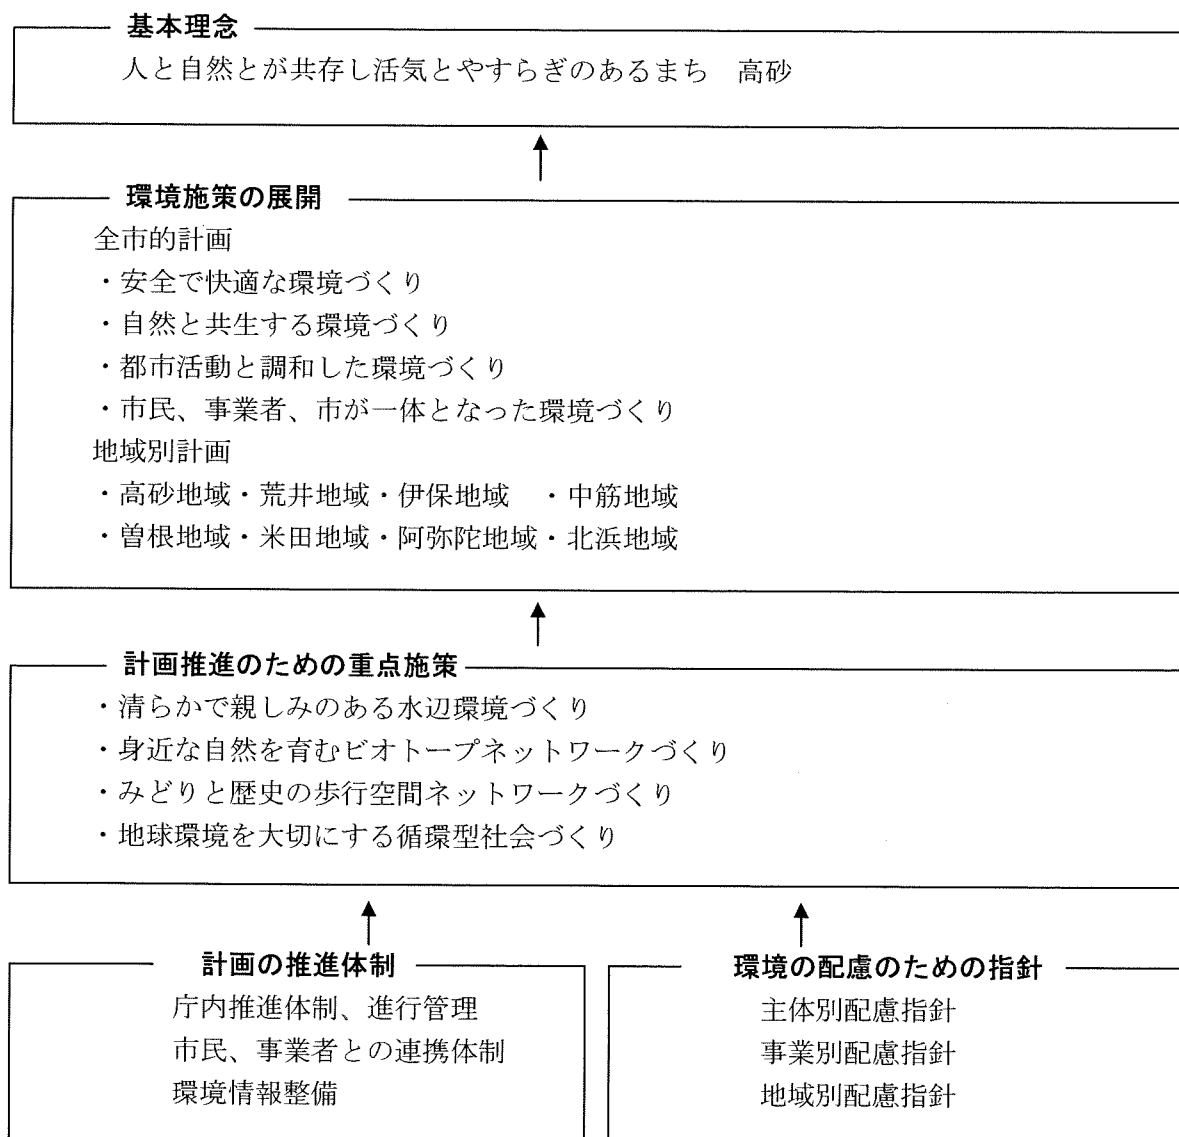 基本理念
人と自然とが共存し活気とやすらぎのあるまち　高砂
環境施策の展開
全市的計画
・安全で快適な環境づくり
・自然と共生する環境づくり
・都市活動と調和した環境づくり
・市民、事業者、市が一体となった環境づくり
地域別計画
・高砂地域・荒井地域・伊保地域　・中筋地域
・曽根地域・米田地域・阿弥陀地域・北浜地域
計画推進のための重点施策
・清らかで親しみのある水辺環境づくり
・身近な自然を育むビオトープネットワークづくり
・みどりと歴史の歩行空間ネットワークづくり
・地球環境を大切にする循環型社会づくり
計画の推進体制
庁内推進体制、進行管理
市民、事業者との連携体制
環境情報整備
環境の配慮のための指針
主体別配慮指針
事業別配慮指針
地域別配慮指針